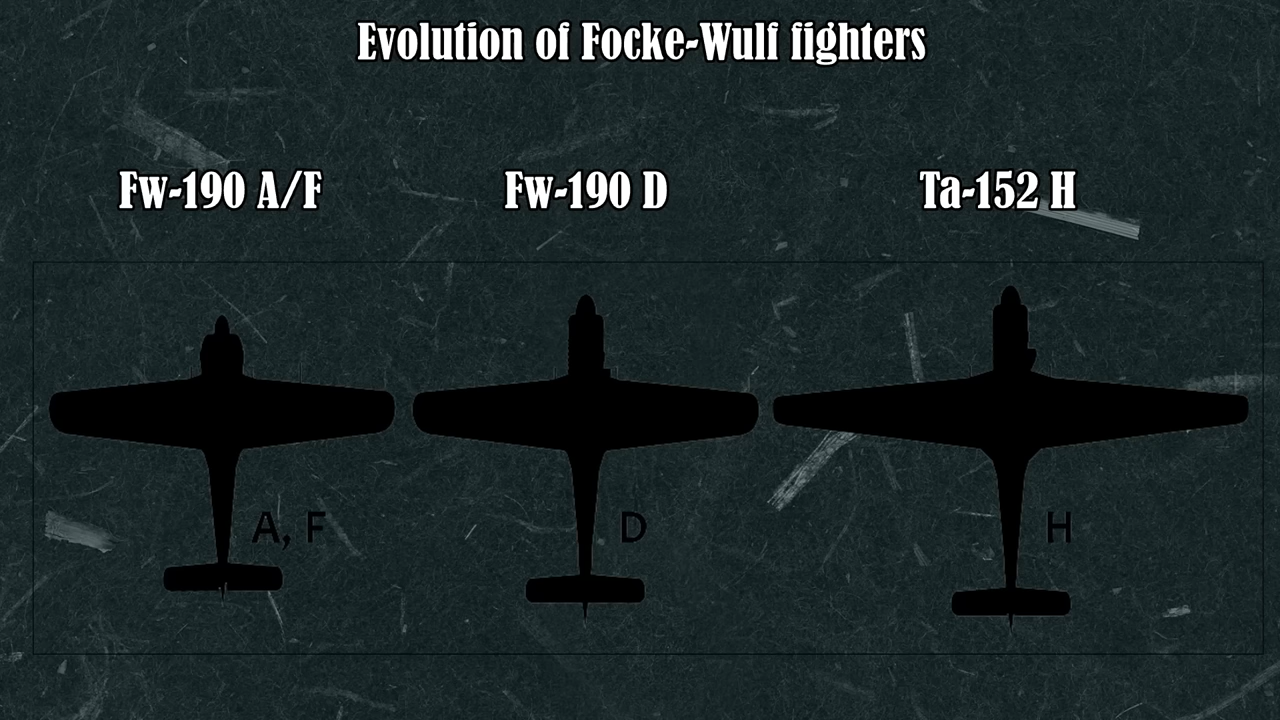 Evolution of Focke-Wulf fighters
Fw-190 A/F
Fw-190 D
Ta-152 H
A, F
D
H